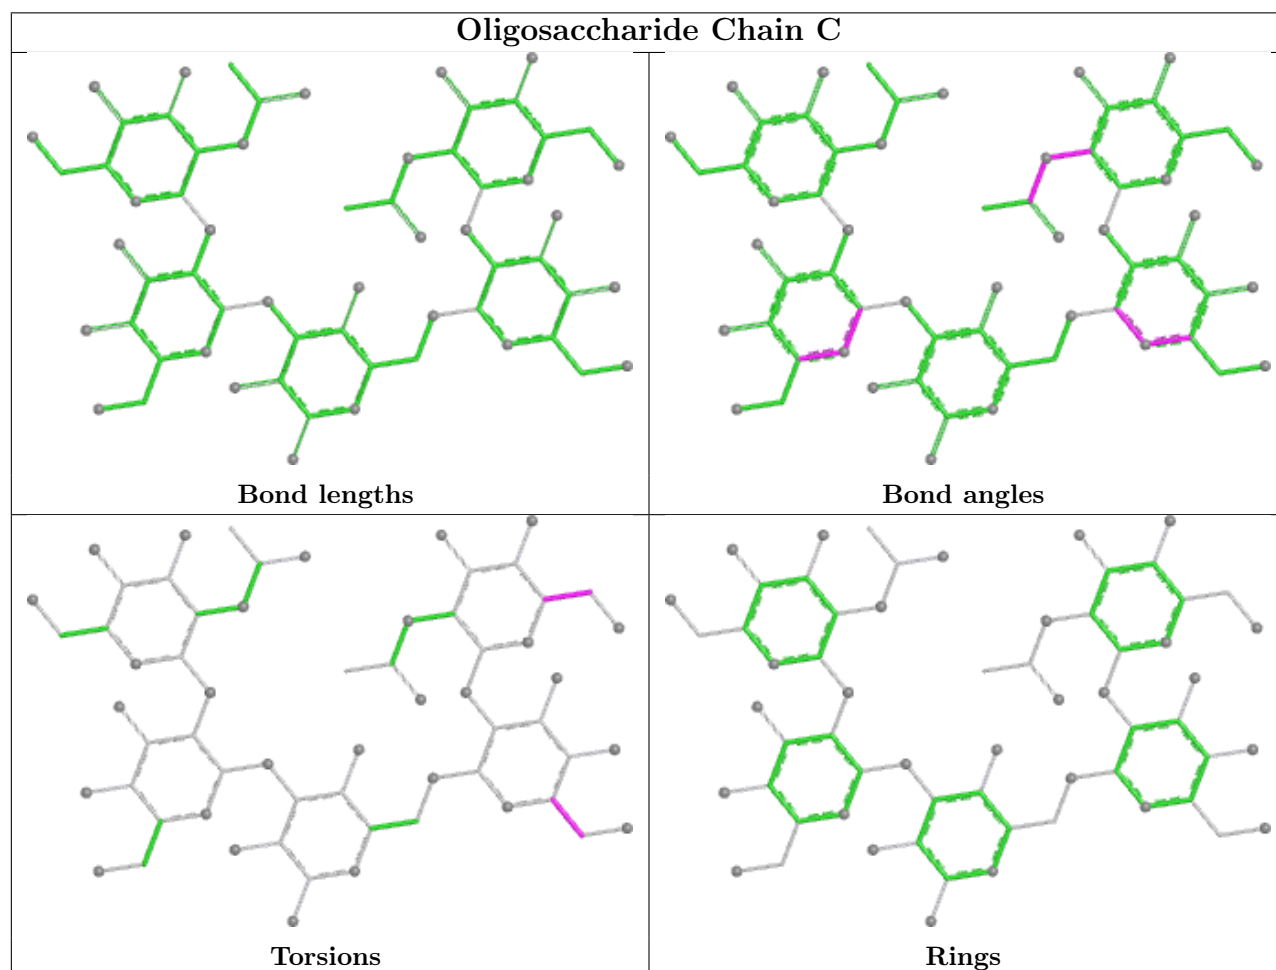 Oligosaccharide Chain C
Bond lengths
Bond angles
Torsions
Rings